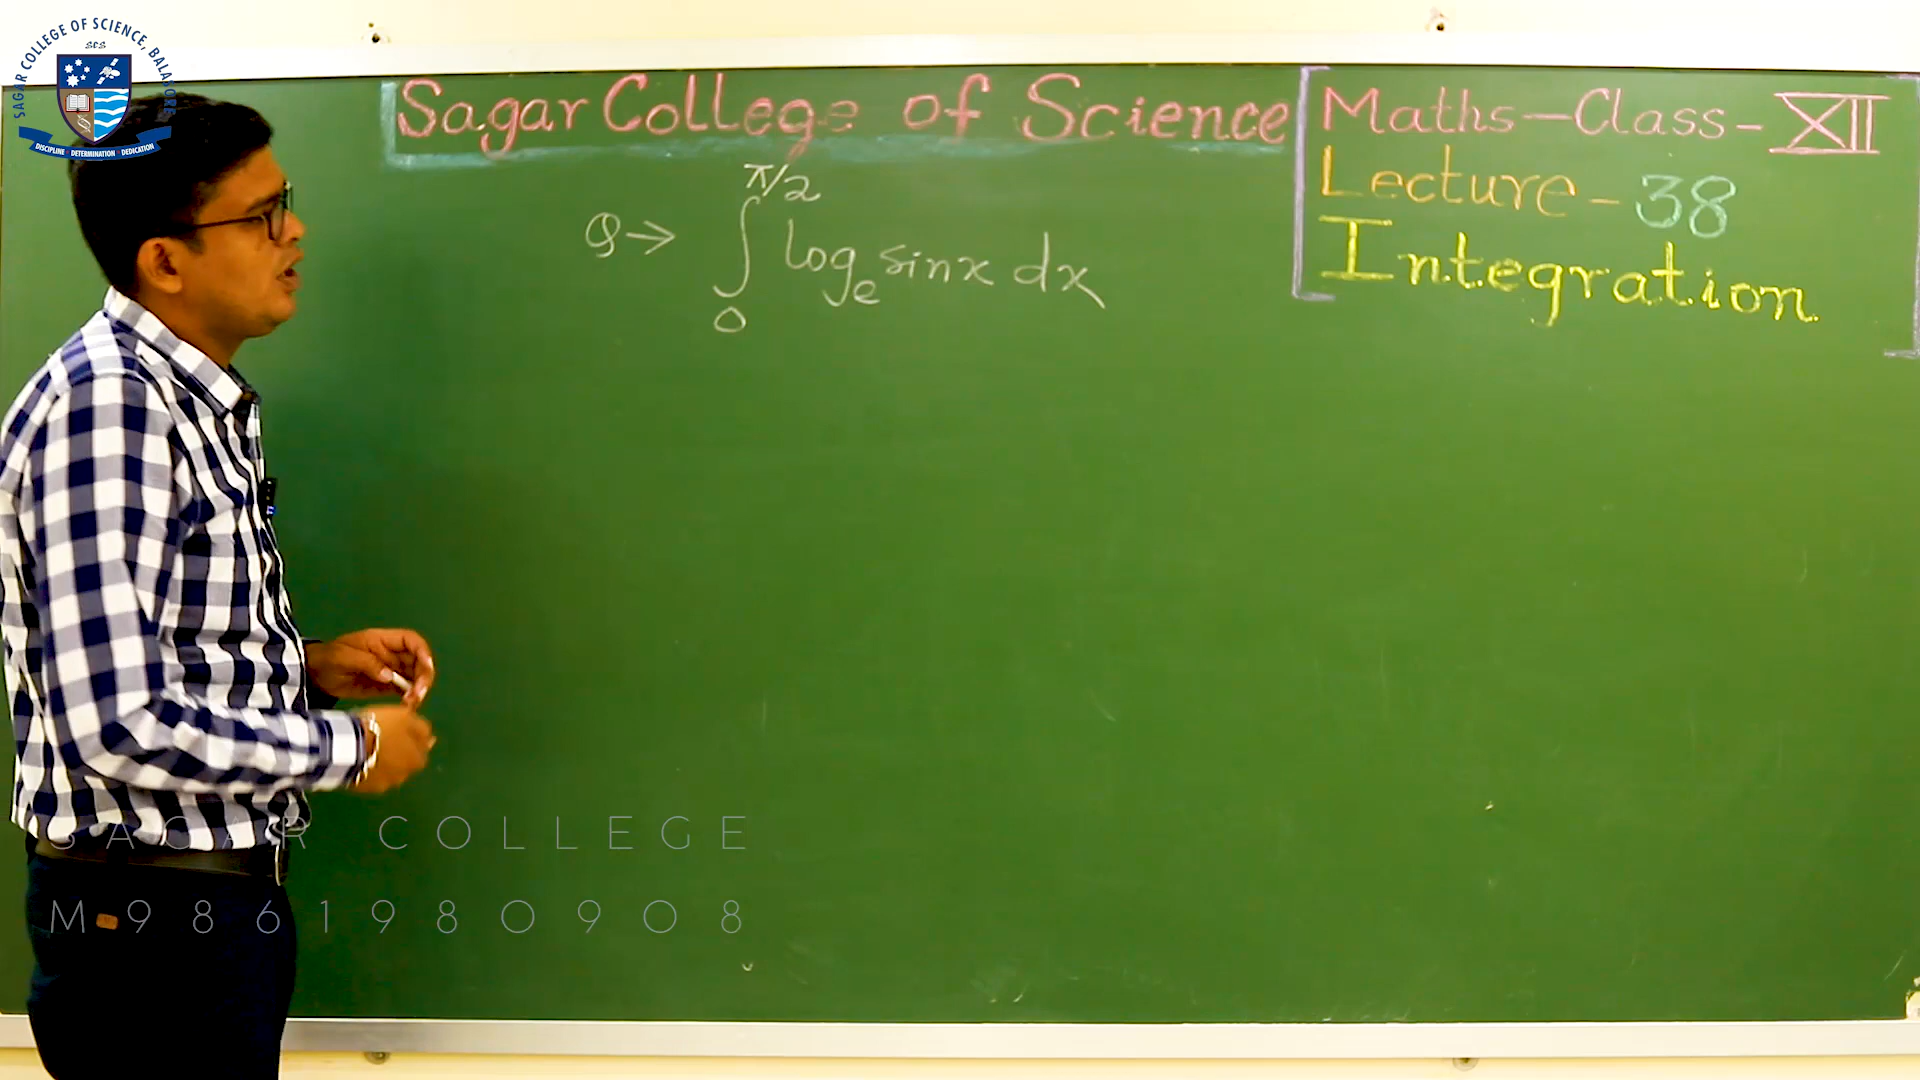 SAGAR COLLEGE OF SCIENCE, BALASORE
SCS
DISCIPLINE DETERMINATION DEDICATION
Sagar College of Science
Maths-Class-XII
Lecture-38
Integration
Q→ ∫₀^π/2 logₑ sinx dx
SAGAR COLLEGE
M-9861980908